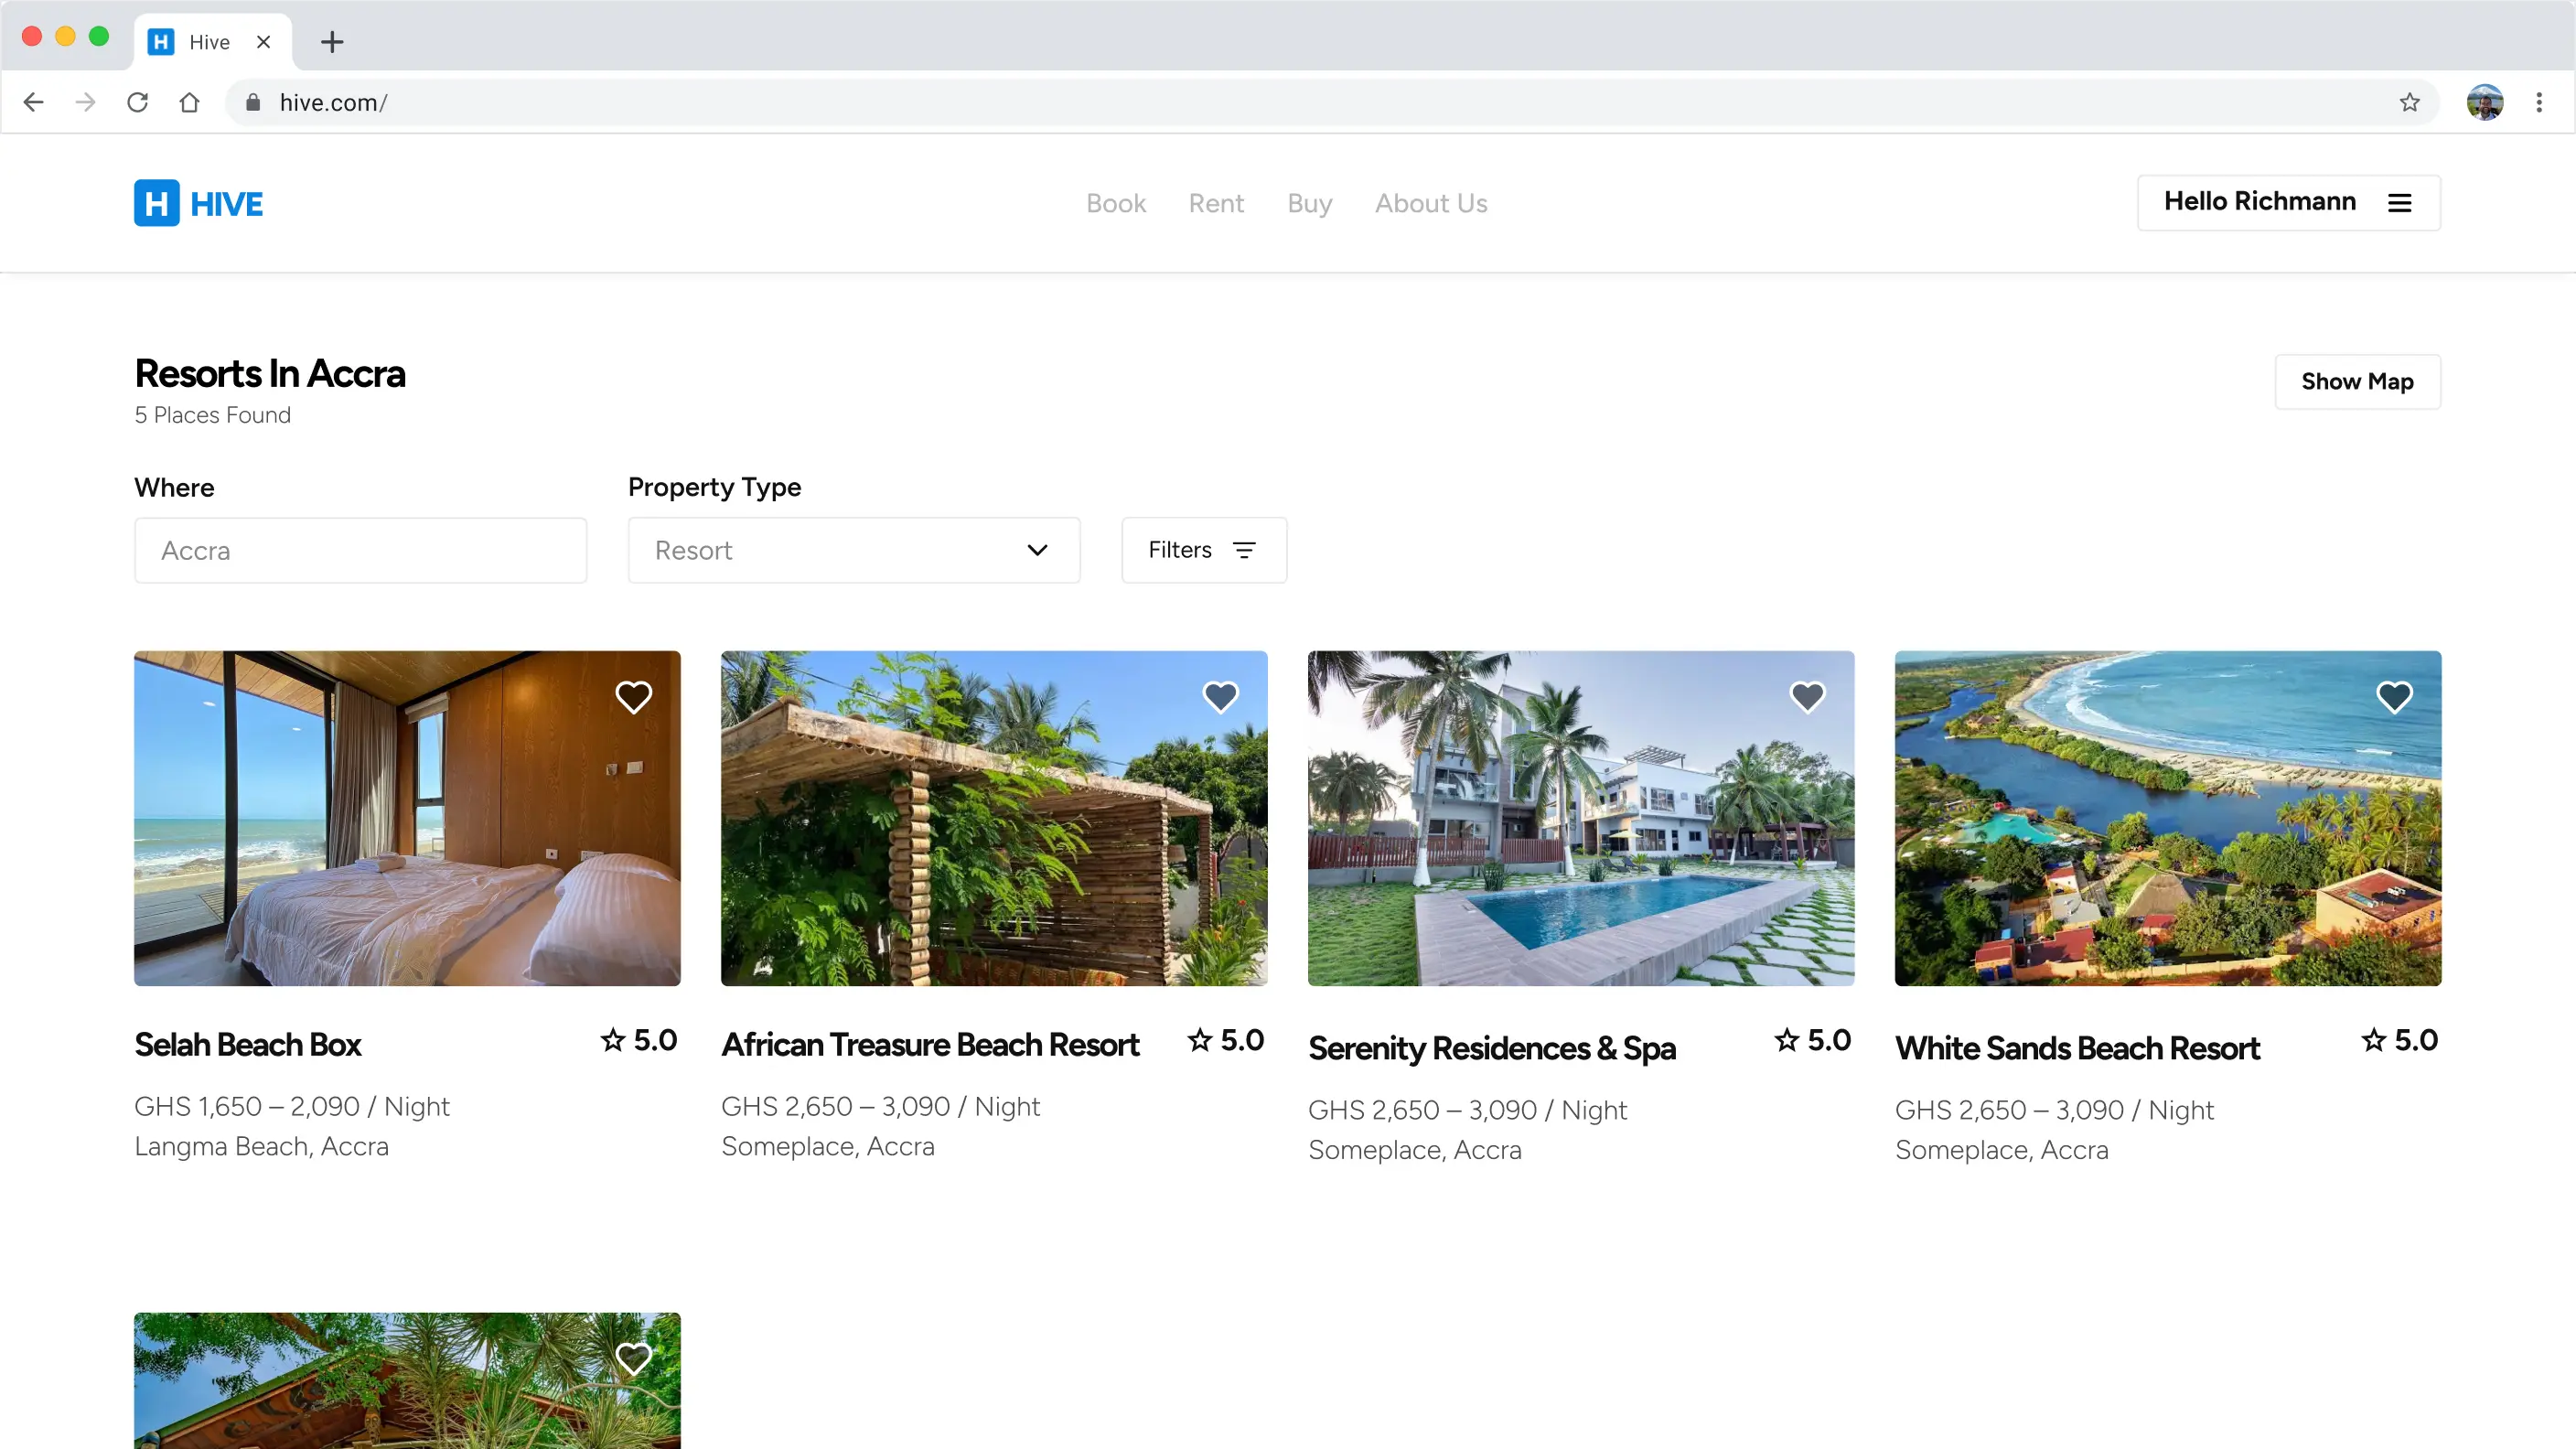 H Hive
hive.com/
H HIVE
Book Rent Buy About Us
Hello Richmann
Resorts In Accra
5 Places Found
Show Map
Where
Property Type
Accra
Resort
Filters
Selah Beach Box
5.0
GHS 1,650 – 2,090 / Night
Langma Beach, Accra
African Treasure Beach Resort
5.0
GHS 2,650 – 3,090 / Night
Someplace, Accra
Serenity Residences & Spa
5.0
GHS 2,650 – 3,090 / Night
Someplace, Accra
White Sands Beach Resort
5.0
GHS 2,650 – 3,090 / Night
Someplace, Accra